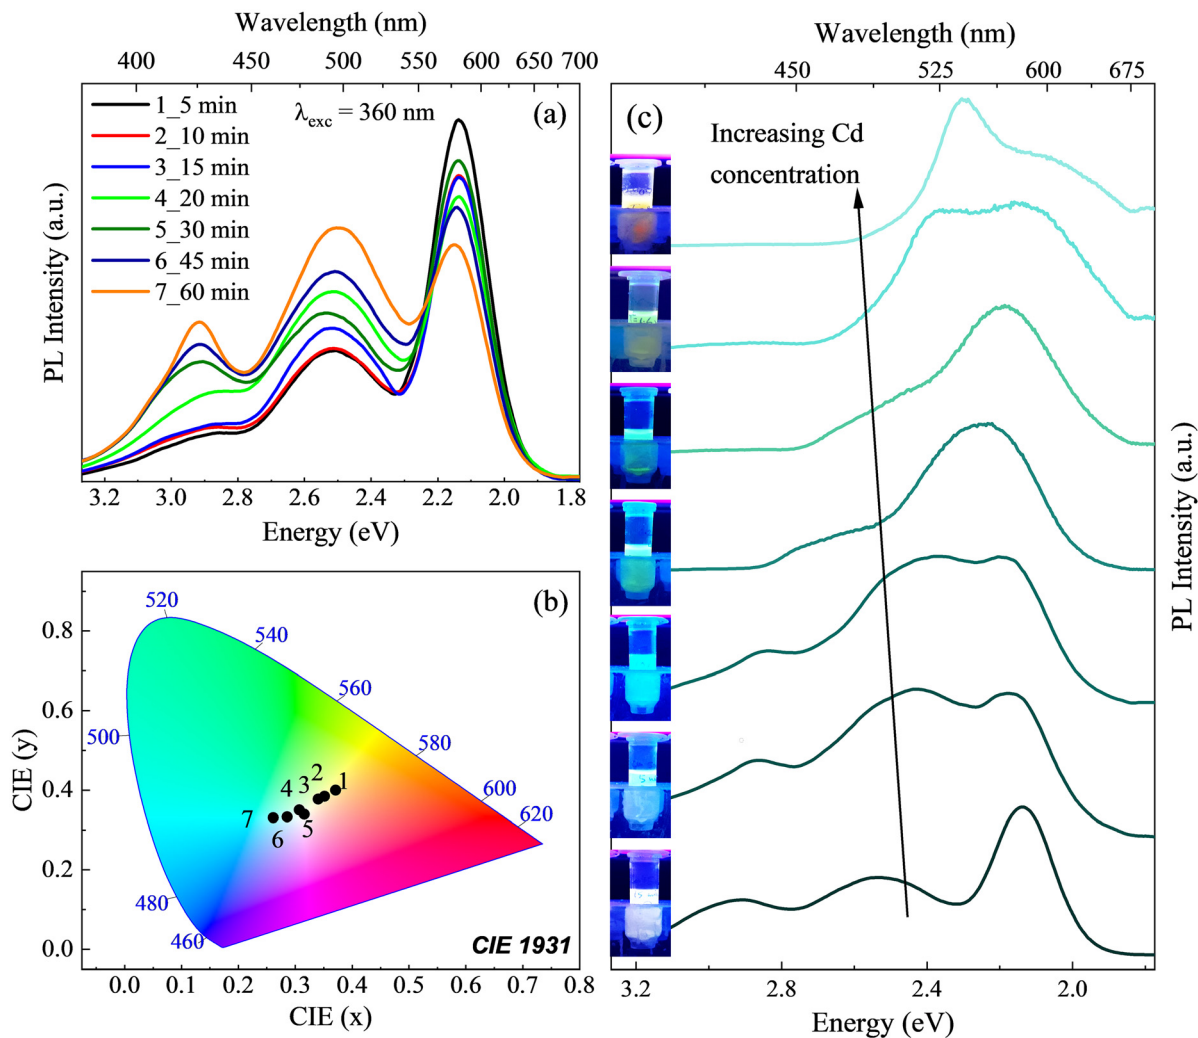 Wavelength (nm)
400 450 500 550 600 650 700
(a)
λexc = 360 nm
1_5 min
2_10 min
3_15 min
4_20 min
5_30 min
6_45 min
7_60 min
PL Intensity (a.u.)
3.2 3.0 2.8 2.6 2.4 2.2 2.0 1.8
Energy (eV)
(b)
520
540
560
500
580
600
620
480
460
0.8
0.6
0.4
0.2
0.0
CIE (y)
1
2
3
4
5
6
7
CIE 1931
0.0 0.1 0.2 0.3 0.4 0.5 0.6 0.7 0.8
CIE (x)
Wavelength (nm)
450 525 600 675
(c)
Increasing Cd
concentration
PL Intensity (a.u.)
3.2 2.8 2.4 2.0
Energy (eV)